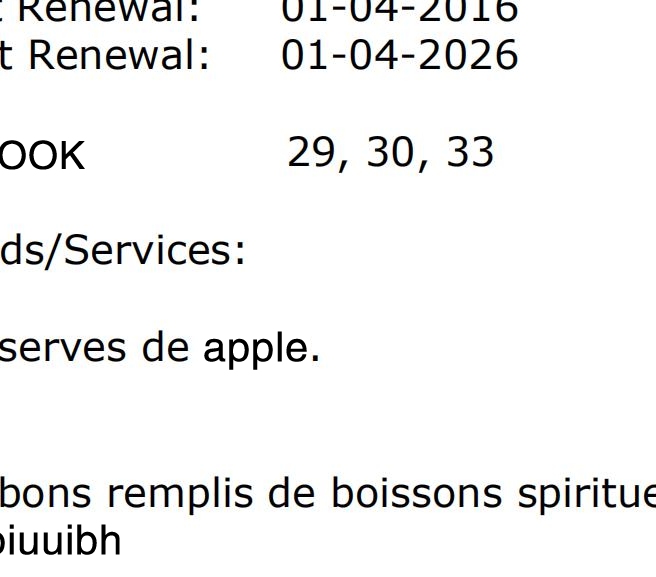 t Renewal: 01-04-2016
t Renewal: 01-04-2026
OOK 29, 30, 33
ds/Services:
serves de apple.
bons remplis de boissons spiritue
piuuibh